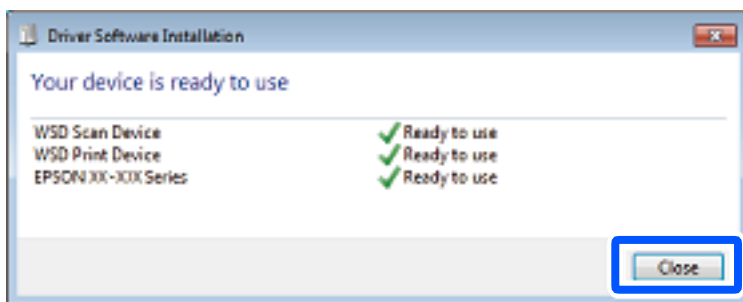 Driver Software Installation
Your device is ready to use
WSD Scan Device Ready to use
WSD Print Device Ready to use
EPSON XX-XXX Series Ready to use
Close